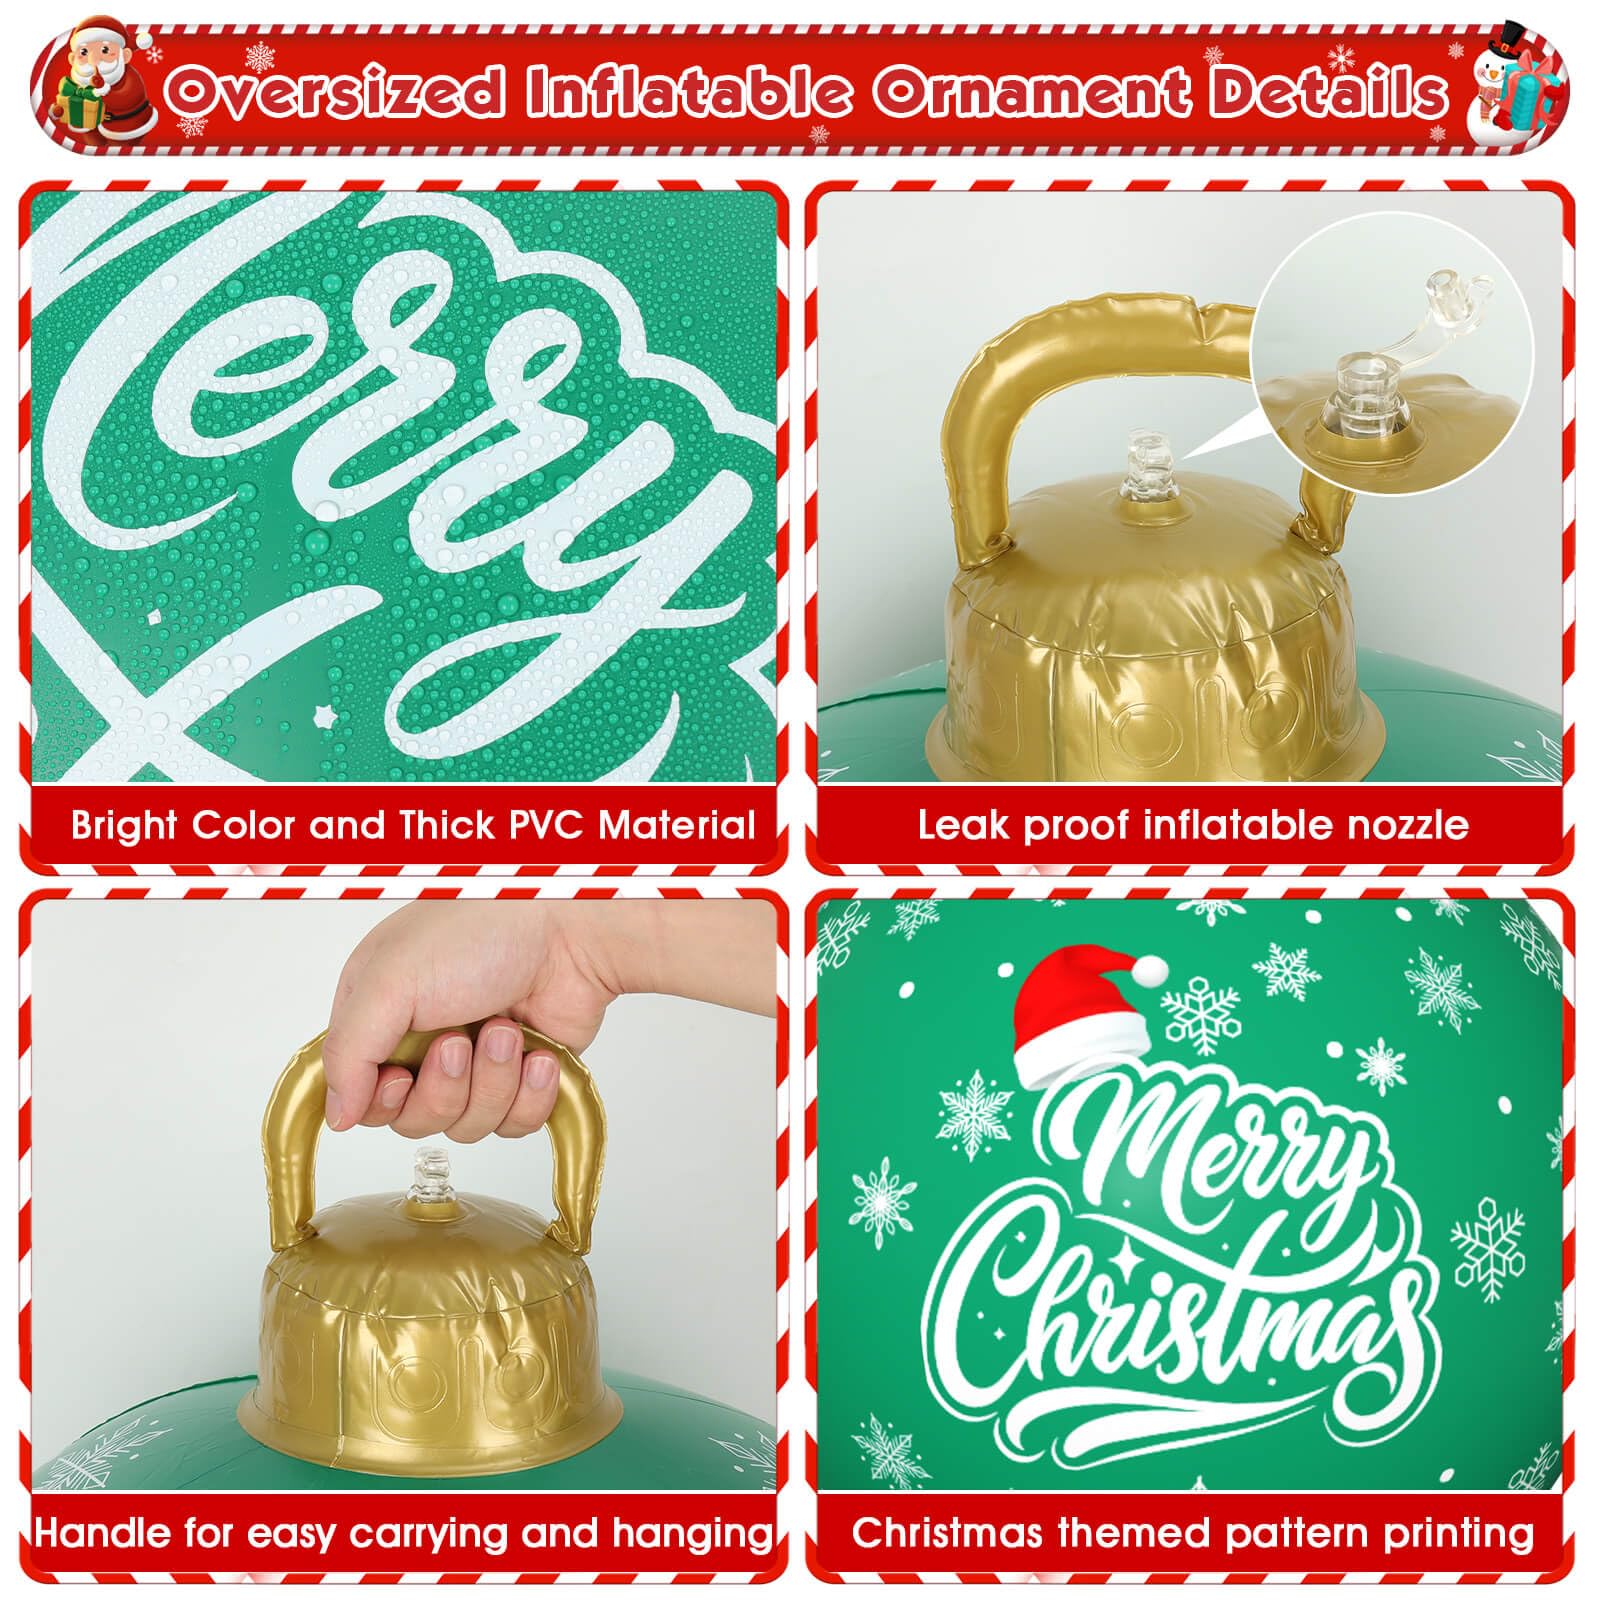 Oversized Inflatable Ornament Details
Merry
Bright Color and Thick PVC Material
Leak proof inflatable nozzle
Handle for easy carrying and hanging
Merry
Christmas
Christmas themed pattern printing